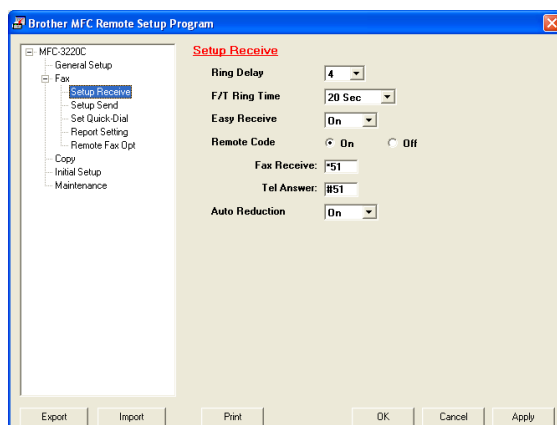 Brother MFC Remote Setup Program
MFC-3220C
General Setup
Fax
Setup Receive
Setup Send
Set Quick-Dial
Report Setting
Remote Fax Opt
Copy
Initial Setup
Maintenance
Setup Receive
Ring Delay 4
F/T Ring Time 20 Sec
Easy Receive On
Remote Code On Off
Fax Receive: *51
Tel Answer: #51
Auto Reduction On
Export Import Print OK Cancel Apply